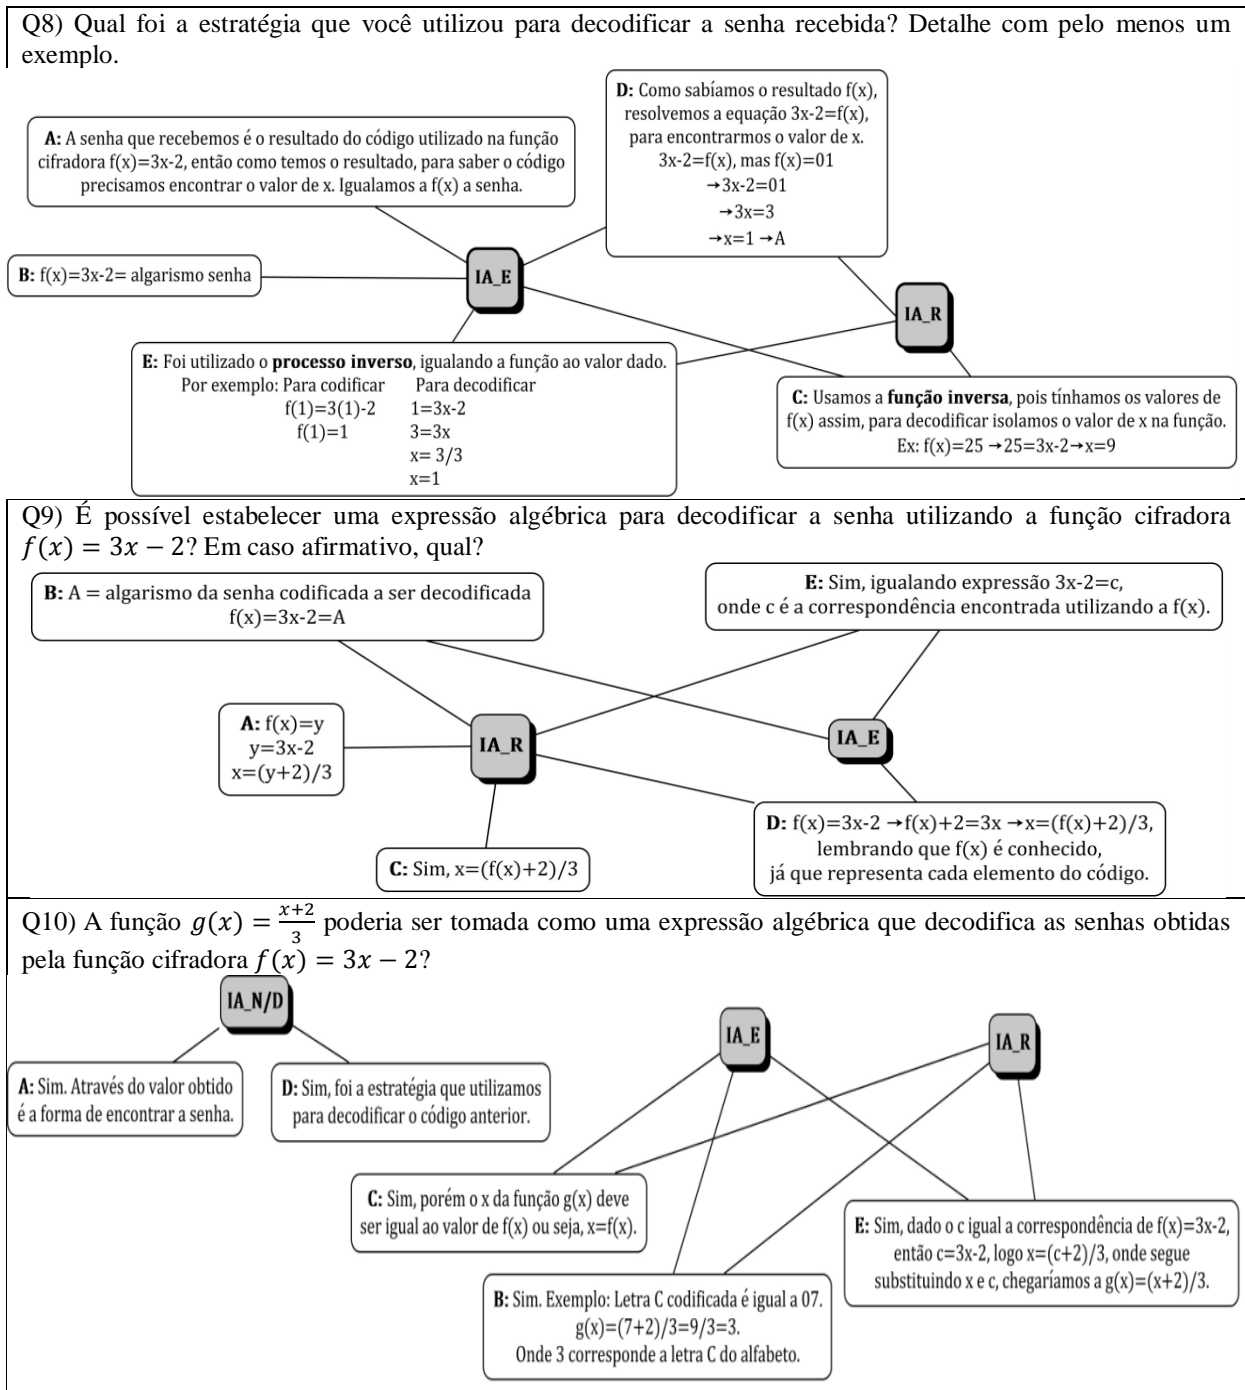 Q8) Qual foi a estratégia que você utilizou para decodificar a senha recebida? Detalhe com pelo menos um
exemplo.
A: A senha que recebemos é o resultado do código utilizado na função
cifradora f(x)=3x-2, então como temos o resultado, para saber o código
precisamos encontrar o valor de x. Igualamos a f(x) a senha.
D: Como sabíamos o resultado f(x),
resolvemos a equação 3x-2=f(x),
para encontrarmos o valor de x.
3x-2=f(x), mas f(x)=01
→3x-2=01
→3x=3
→x=1 →A
B: f(x)=3x-2= algarismo senha
IA_E
IA_R
E: Foi utilizado o processo inverso, igualando a função ao valor dado.
Por exemplo: Para codificar Para decodificar
f(1)=3(1)-2 1=3x-2
f(1)=1 3=3x
x= 3/3
x=1
C: Usamos a função inversa, pois tínhamos os valores de
f(x) assim, para decodificar isolamos o valor de x na função.
Ex: f(x)=25 →25=3x-2→x=9
Q9) É possível estabelecer uma expressão algébrica para decodificar a senha utilizando a função cifradora
f(x) = 3x − 2? Em caso afirmativo, qual?
B: A = algarismo da senha codificada a ser decodificada
f(x)=3x-2=A
E: Sim, igualando expressão 3x-2=c,
onde c é a correspondência encontrada utilizando a f(x).
A: f(x)=y
y=3x-2
x=(y+2)/3
IA_R
IA_E
C: Sim, x=(f(x)+2)/3
D: f(x)=3x-2 →f(x)+2=3x →x=(f(x)+2)/3,
lembrando que f(x) é conhecido,
já que representa cada elemento do código.
Q10) A função g(x) = (x+2)/3 poderia ser tomada como uma expressão algébrica que decodifica as senhas obtidas
pela função cifradora f(x) = 3x − 2?
IA_N/D
IA_E
IA_R
A: Sim. Através do valor obtido
é a forma de encontrar a senha.
D: Sim, foi a estratégia que utilizamos
para decodificar o código anterior.
C: Sim, porém o x da função g(x) deve
ser igual ao valor de f(x) ou seja, x=f(x).
E: Sim, dado o c igual a correspondência de f(x)=3x-2,
então c=3x-2, logo x=(c+2)/3, onde segue
substituindo x e c, chegaríamos a g(x)=(x+2)/3.
B: Sim. Exemplo: Letra C codificada é igual a 07.
g(x)=(7+2)/3=9/3=3.
Onde 3 corresponde a letra C do alfabeto.